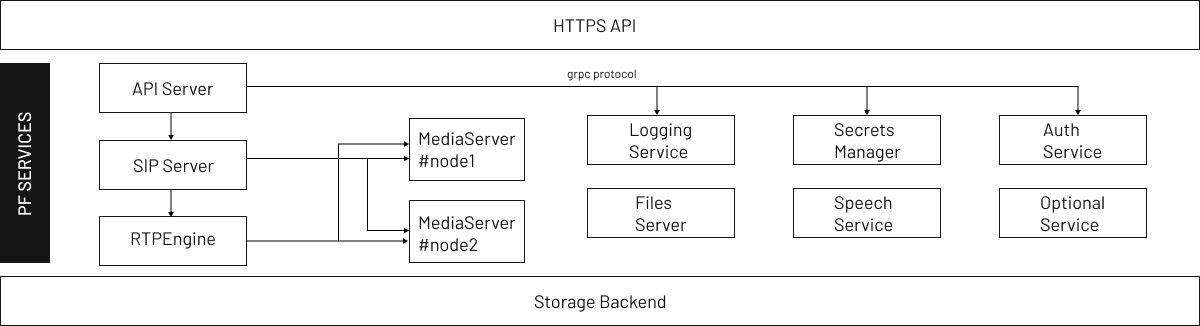 HTTPS API
PF SERVICES
API Server
grpc protocol
SIP Server
RTPEngine
MediaServer
#node1
MediaServer
#node2
Logging
Service
Secrets
Manager
Auth
Service
Files
Server
Speech
Service
Optional
Service
Storage Backend